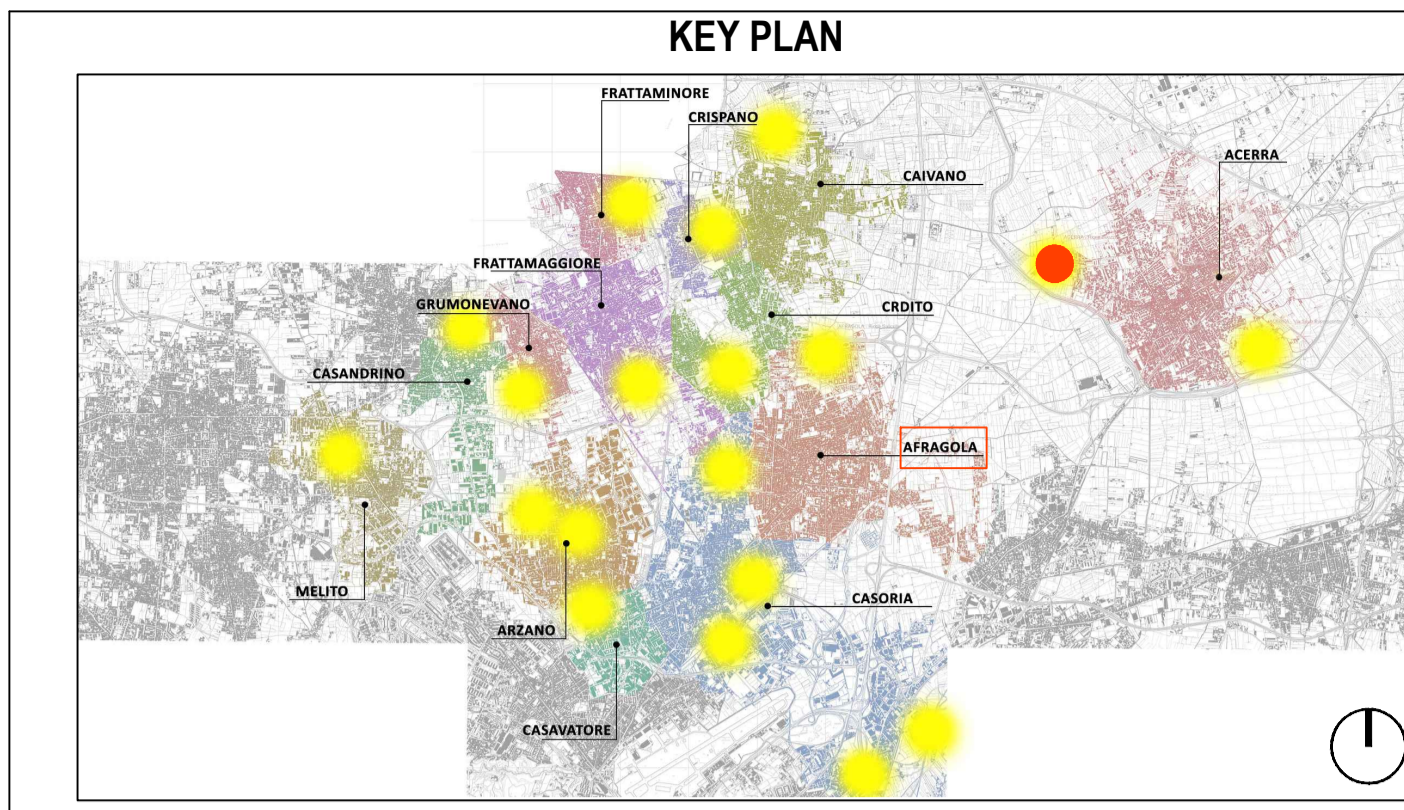 KEY PLAN
FRATTAMINORE
CRISPANO
ACERRA
CAIVANO
FRATTAMAGGIORE
GRUMONEVANO
CRDITO
CASANDRINO
AFRAGOLA
MELITO
CASORIA
ARZANO
CASAVATORE